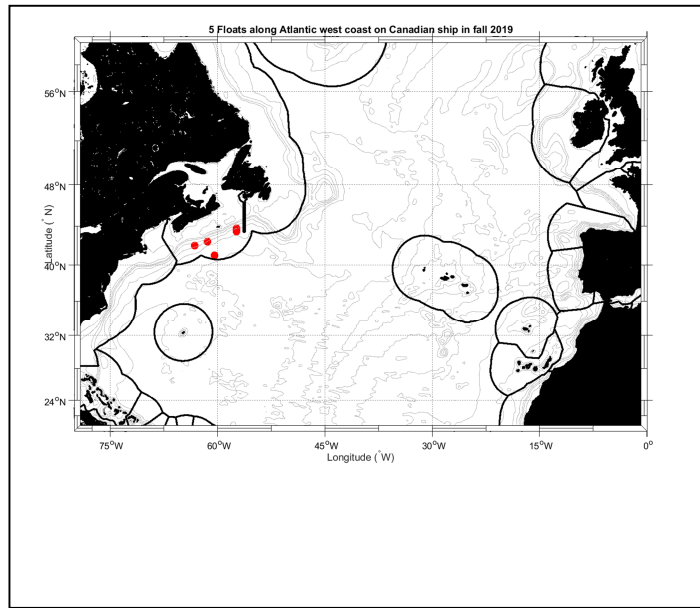 5 Floats along Atlantic west coast on Canadian ship in fall 2019
56°N
48°N
40°N
32°N
24°N
Latitude (° N)
75°W
60°W
45°W
30°W
15°W
0°
Longitude (°W)